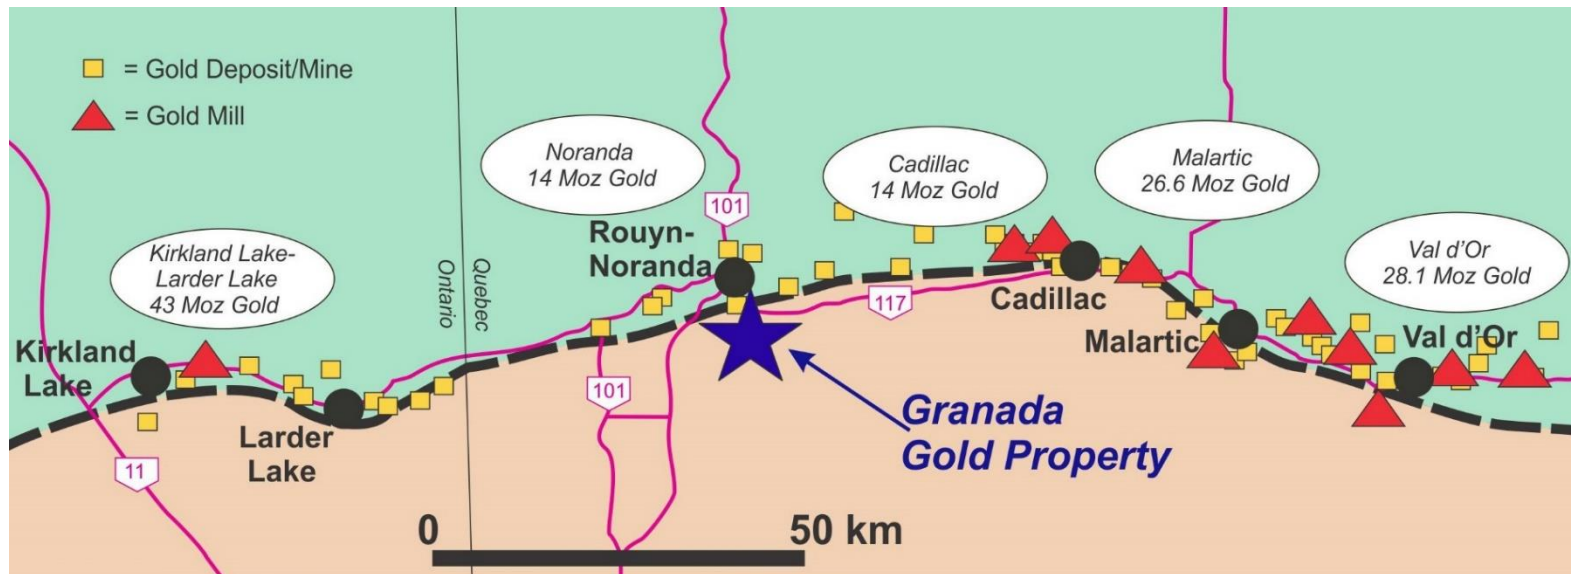 = Gold Deposit/Mine
= Gold Mill
Noranda
14 Moz Gold
Cadillac
14 Moz Gold
Malartic
26.6 Moz Gold
Kirkland Lake-
Larder Lake
43 Moz Gold
Val d'Or
28.1 Moz Gold
101
Rouyn-
Noranda
Ontario
Quebec
117
Cadillac
Malartic
Val d'Or
Kirkland
Lake
Larder
Lake
101
11
Granada
Gold Property
0
50 km